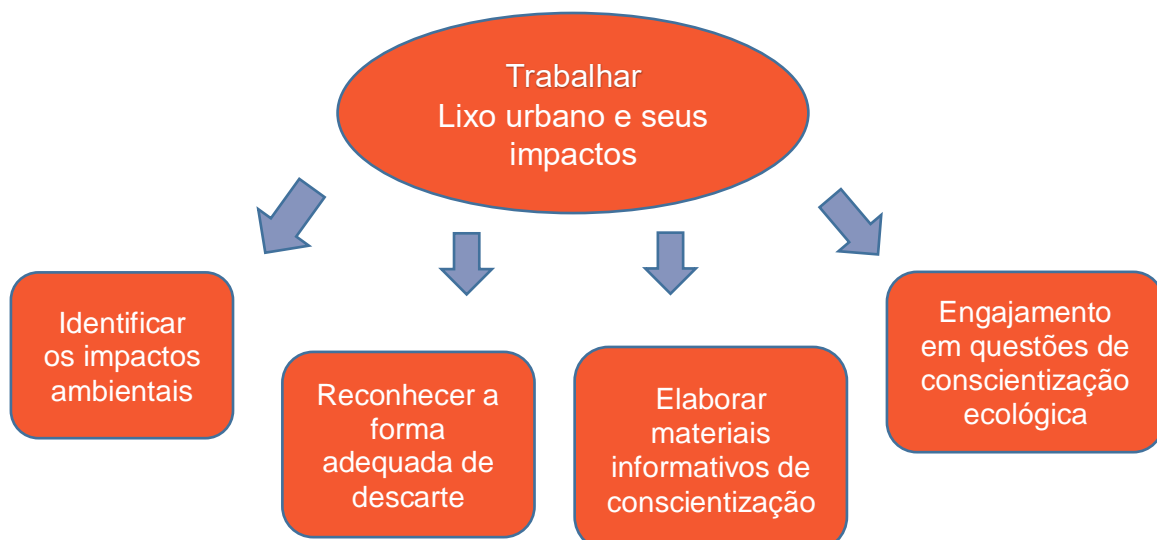 Trabalhar
Lixo urbano e seus
impactos
Identificar
os impactos
ambientais
Reconhecer a
forma
adequada de
descarte
Elaborar
materiais
informativos de
conscientização
Engajamento
em questões de
conscientização
ecológica